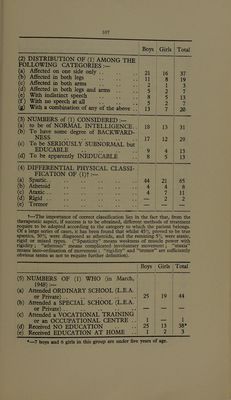 107
Boys Girls Total
(2) DISTRIBUTION OF (1) AMONG THE
FOLLOWING CATEGORIES :—
(a) Affected on one side only .. 21 16 37
(b) Affected in both legs .. 11 8 19
(c) Affected in both arms .. 2 1 3
(d) Affected in both legs and arms .. 5 2 7
(e) With indistinct speech .. 8 5 13
(f) With no speech at all .. 5 2 7
(g) With a combination of any of the above .. 13 7 20
(3) NUMBERS of (1) CONSIDERED :—
(a) to be of NORMAL INTELLIGENCE.. 18 13 31
(b) To have some degree of BACKWARD-
NESS .. 17 12 29
(c) To be SERIOUSLY SUBNORMAL but
EDUCABLE .. 9 4 13
(d) To be apparently INEDUCABLE .. 8 5 13
(4) DIFFERENTIAL PHYSICAL CLASSI-
FICATION OF (1)† :—
(a) Spastic .. 44 21 65
(b) Athetoid .. 4 4 8
(c) Ataxic .. 4 7 11
(d) Rigid .. — 2 2
(e) Tremor .. — — —
†—The importance of correct classification lies in the fact that, from the
therapeutic aspect, if success is to be obtained, different methods of treatment
require to be adopted according to the category to which the patient belongs.
Of a large series of cases, it has been found that whilst 45% proved to be true
spastics, 50% were diagnosed as athetoids, and the remaining 5% were ataxic,
rigid or mixed types. ("Spasticity" means weakness of muscle power with
rigidity ; "athetosis" means complicated involuntary movement ; "ataxia"
means inco-ordination of movement ; "rigidity" and "tremor" are sufficiently
obvious terms as not to require further definition).
Boys Girls Total
(5) NUMBERS OF (1) WHO (in March,
1948) :—
(a) Attended ORDINARY SCHOOL (L.E.A.
or Private) .. 25 19 44
(b) Attended a SPECIAL SCHOOL (L.E.A.
or Private) .. — — —
(c) Attended a VOCATIONAL TRAINING
or an OCCUPATIONAL CENTRE .. 1 — 1
(d) Received NO EDUCATION .. 25 13 38*
(e) Received EDUCATION AT HOME .. 1 2 3
*—7 boys and 6 girls in this group are under five years of age.